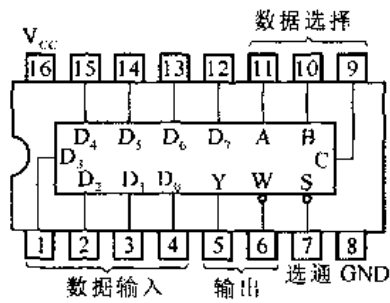 数据选择
V_CC
16 15 14 13 12 11 10 9
D₄ D₅ D₆ D₇ A B
D₃ C
D₂ D₁ D₀ Y W S
1 2 3 4 5 6 7 8
数据输入 输出 选通 GND